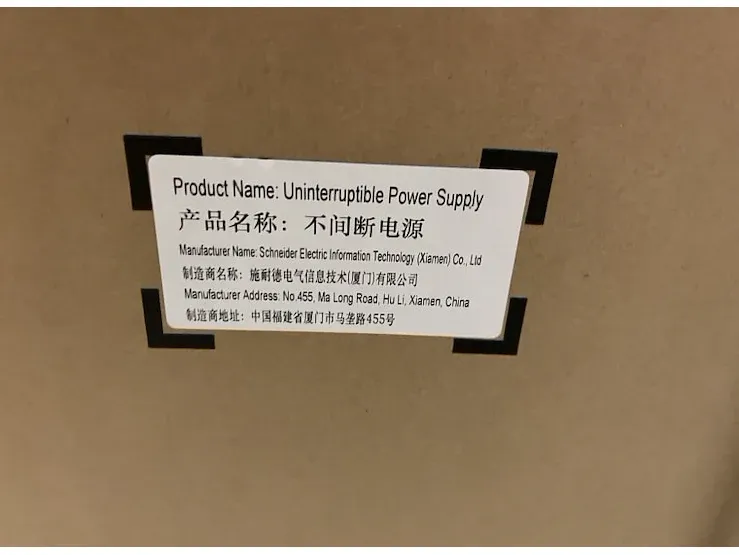 Product Name: Uninterruptible Power Supply
产品名称：不间断电源
Manufacturer Name: Schneider Electric Information Technology (Xiamen) Co., Ltd
制造商名称：施耐德电气信息技术(厦门)有限公司
Manufacturer Address: No.455, Ma Long Road, Hu Li, Xiamen, China
制造商地址：中国福建省厦门市马垄路455号